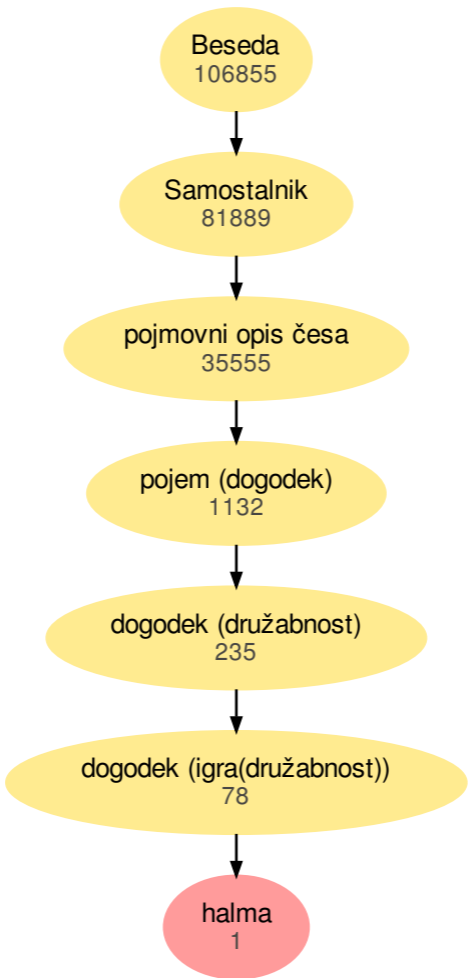 Beseda
106855
Samostalnik
81889
pojmovni opis česa
35555
pojem (dogodek)
1132
dogodek (družabnost)
235
dogodek (igra(družabnost))
78
halma
1